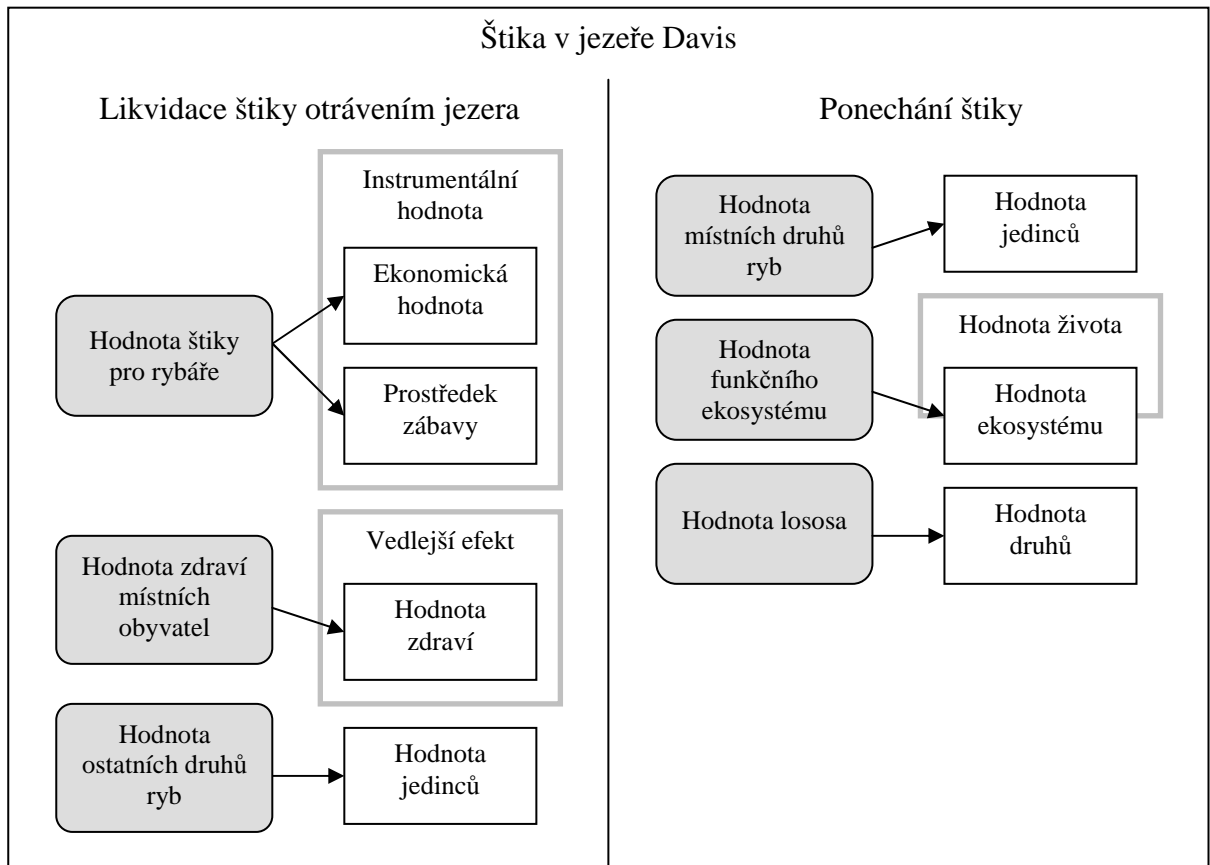 Štika v jezeře Davis
Likvidace štiky otrávením jezera
Instrumentální
hodnota
Ekonomická
hodnota
Hodnota štiky
pro rybáře
Prostředek
zábavy
Vedlejší efekt
Hodnota zdraví
místních
obyvatel
Hodnota
zdraví
Hodnota
ostatních druhů
ryb
Hodnota
jedinců
Ponechání štiky
Hodnota
místních druhů
ryb
Hodnota
jedinců
Hodnota života
Hodnota
funkčního
ekosystému
Hodnota
ekosystému
Hodnota lososa
Hodnota
druhů